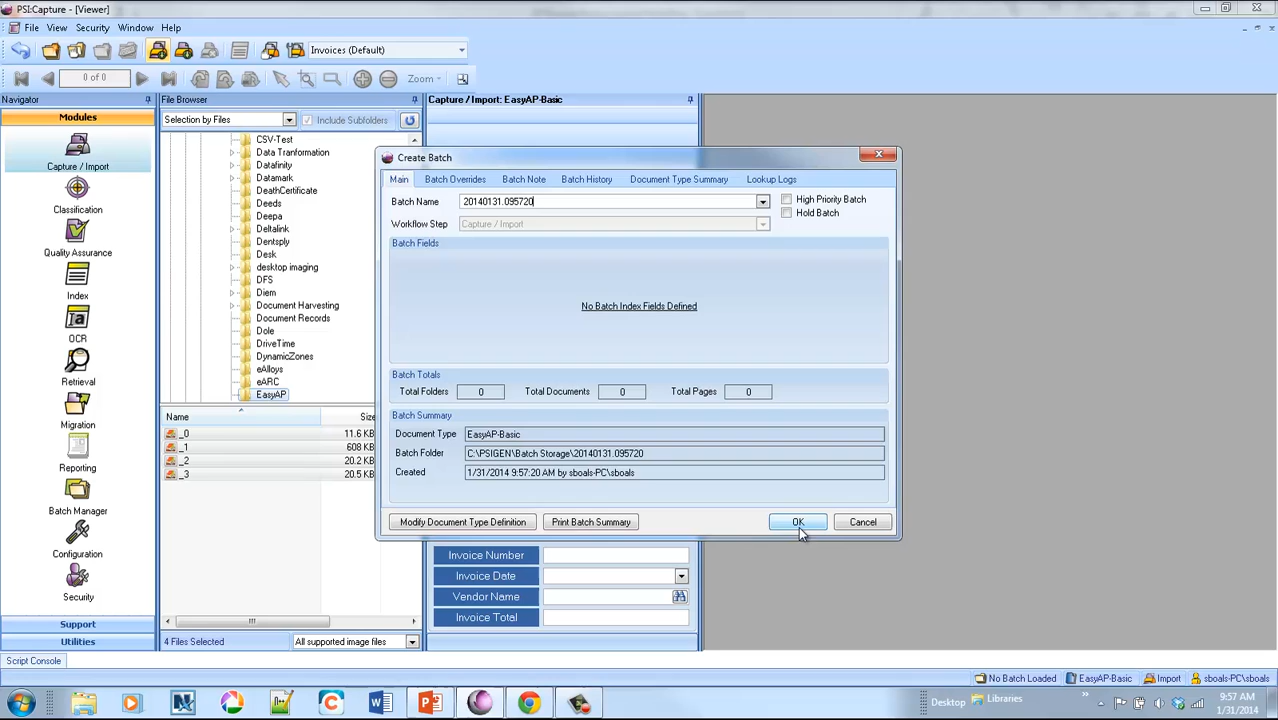 PSI:Capture - [Viewer]
File View Security Window Help
Invoices (Default)
0 of 0
Zoom
Navigator
Modules
Capture / Import
Classification
Quality Assurance
Index
OCR
Retrieval
Migration
Reporting
Batch Manager
Configuration
Security
Support
Utilities
Script Console
File Browser
Selection by Files
Include Subfolders
CSV-Test
Data Tranformation
Datafinity
Datamark
DeathCertificate
Deeds
Deepa
Deltalink
Dentsply
Desk
desktop imaging
DFS
Diem
Document Harvesting
Document Records
Dole
DriveTime
DynamicZones
eAlloys
eARC
EasyAP
Name Size
_0 11.6 KB
_1 608 KB
_2 20.2 KB
_3 20.5 KB
4 Files Selected
All supported image files
Capture / Import: EasyAP-Basic
Create Batch
Main Batch Overrides Batch Note Batch History Document Type Summary Lookup Logs
Batch Name 20140131.095720
High Priority Batch
Workflow Step Capture / Import
Hold Batch
Batch Fields
No Batch Index Fields Defined
Batch Totals
Total Folders 0 Total Documents 0 Total Pages 0
Batch Summary
Document Type EasyAP-Basic
Batch Folder C:\PSIGEN\Batch Storage\20140131.095720
Created 1/31/2014 9:57:20 AM by sboals-PC\sboals
Modify Document Type Definition Print Batch Summary OK Cancel
Invoice Number
Invoice Date
Vendor Name
Invoice Total
No Batch Loaded EasyAP-Basic Import sboals-PC\sboals
Desktop Libraries
9:57 AM
1/31/2014